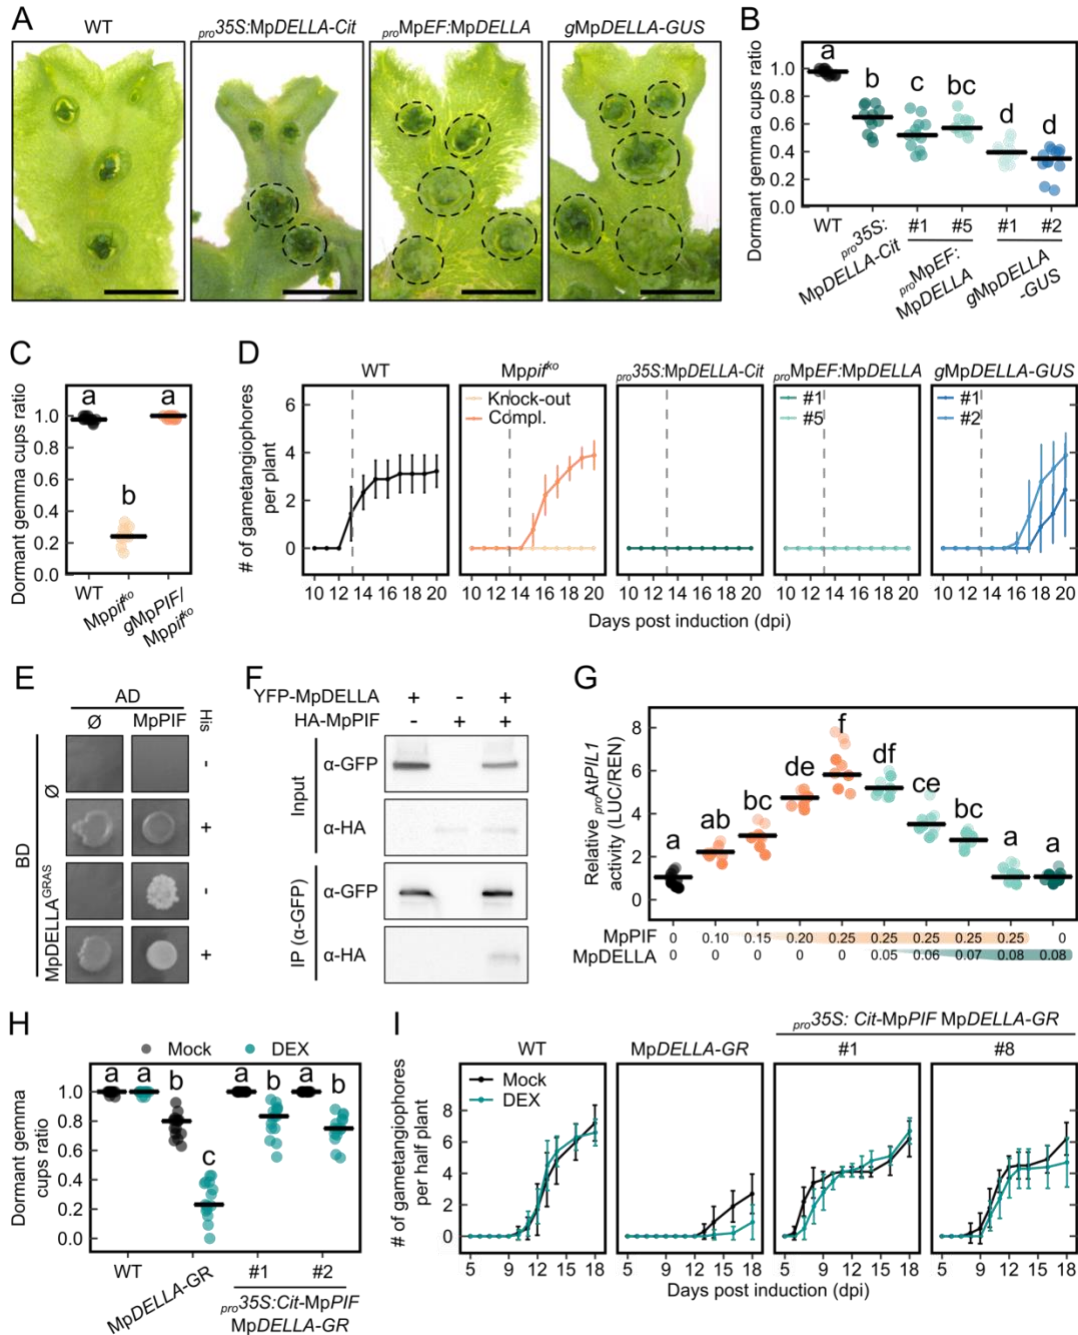 A
WT
pro35S:MpDELLA-Cit
proMpEF:MpDELLA
gMpDELLA-GUS
B
Dormant gemma cups ratio
1.0
0.8
0.6
0.4
0.2
0.0
a
b
c
bc
d
d
WT
pro35S:
MpDELLA-Cit
#1 #5
proMpEF:
MpDELLA
#1 #2
gMpDELLA
-GUS
C
Dormant gemma cups ratio
1.0
0.8
0.6
0.4
0.2
0.0
a
b
a
WT
Mppifko
gMpPIF/
Mppifko
D
# of gametangiophores
per plant
6
4
2
0
WT
Mppifko
pro35S:MpDELLA-Cit
proMpEF:MpDELLA
gMpDELLA-GUS
Knock-out
Compl.
#1
#5
#1
#2
10 12 14 16 18 20
10 12 14 16 18 20
10 12 14 16 18 20
10 12 14 16 18 20
10 12 14 16 18 20
Days post induction (dpi)
E
AD
Ø MpPIF His
BD
Ø
MpDELLAGRAS
-
+
-
+
F
YFP-MpDELLA + - +
HA-MpPIF - + +
Input
α-GFP
α-HA
IP (α-GFP)
α-GFP
α-HA
G
Relative proAtPIL1
activity (LUC/REN)
8
6
4
2
0
a
ab
bc
de
f
df
ce
bc
a
a
MpPIF 0 0.10 0.15 0.20 0.25 0.25 0.25 0.25 0.25 0
MpDELLA 0 0 0 0 0 0.05 0.06 0.07 0.08 0.08
H
Mock DEX
Dormant gemma
cups ratio
1.0
0.8
0.6
0.4
0.2
0.0
a a b c a b a b
WT
MpDELLA-GR
#1 #2
pro35S:Cit-MpPIF
MpDELLA-GR
I
pro35S: Cit-MpPIF MpDELLA-GR
WT
MpDELLA-GR
#1
#8
Mock
DEX
# of gametangiophores
per half plant
6
4
2
0
5 9 12 15 18
5 9 12 15 18
5 9 12 15 18
5 9 12 15 18
Days post induction (dpi)